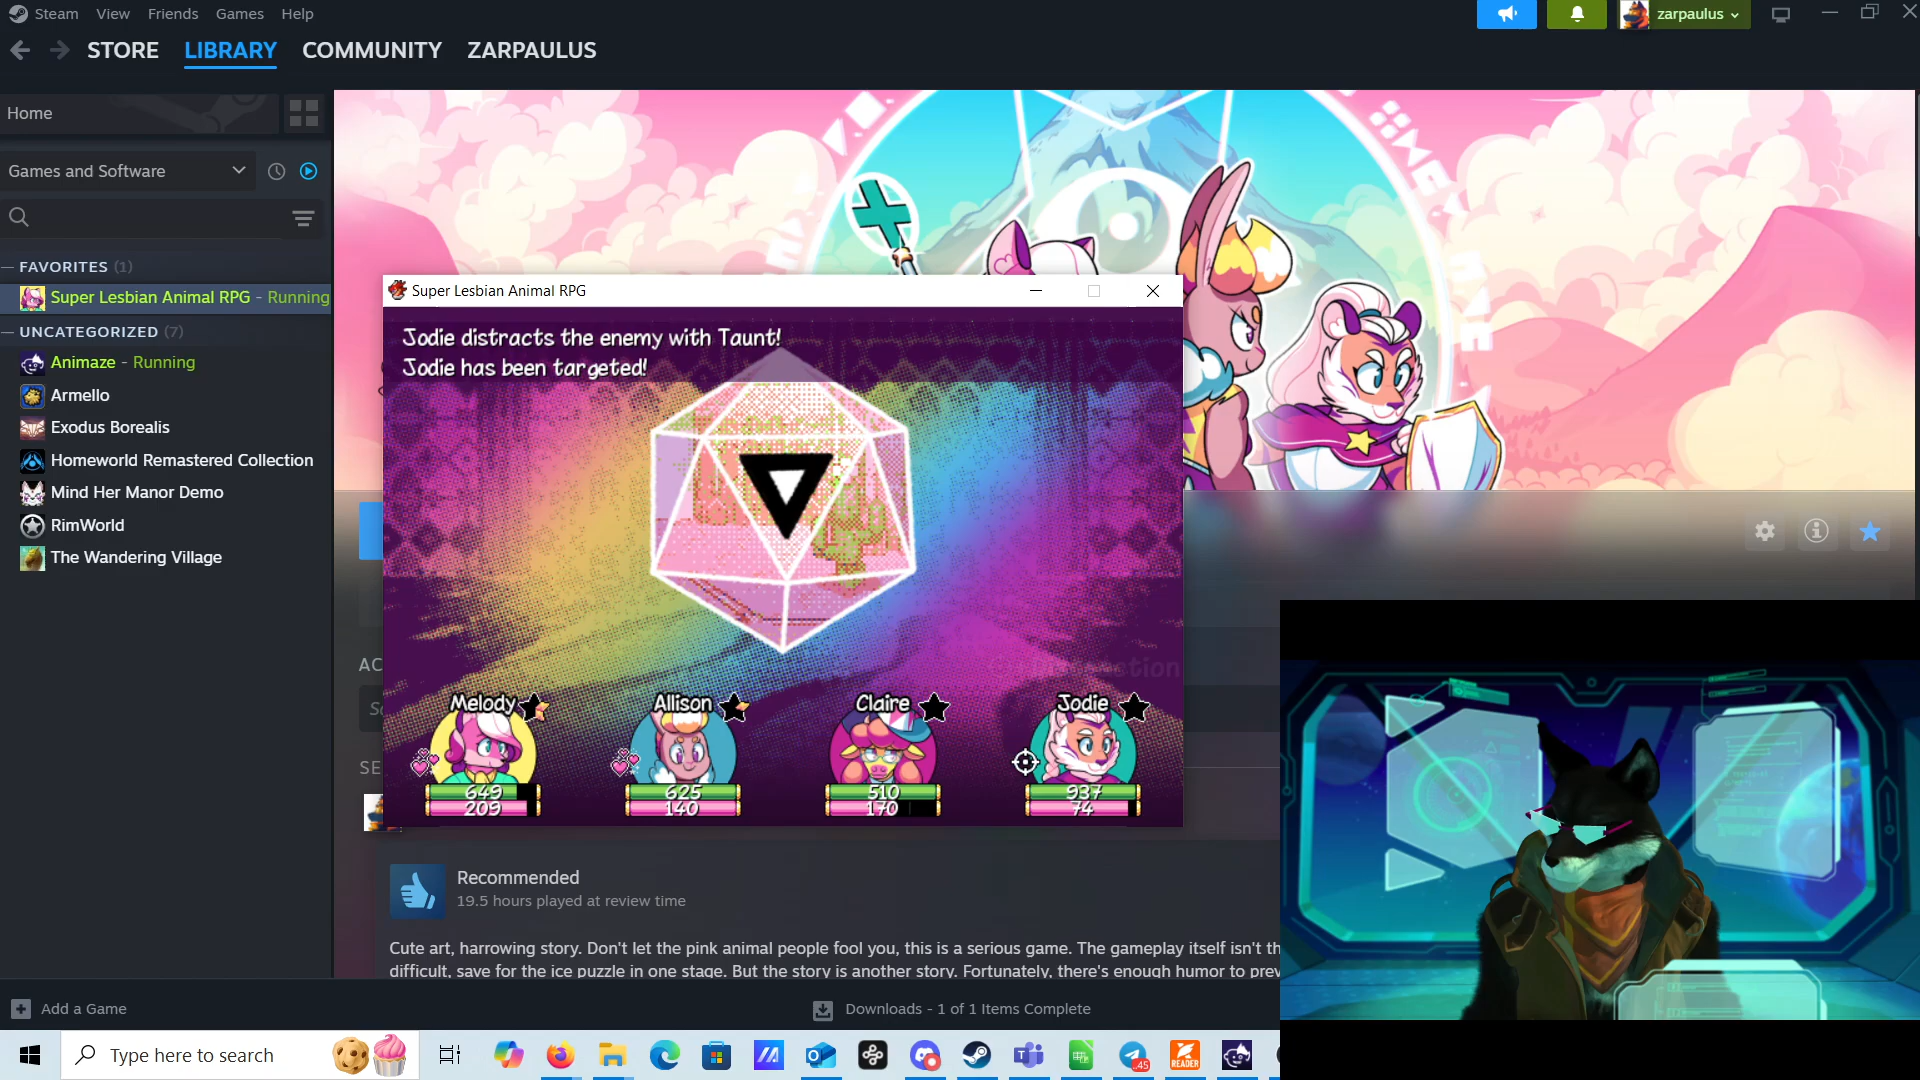 Steam View Friends Games Help
zarpaulus
STORE LIBRARY COMMUNITY ZARPAULUS
Home
Games and Software
FAVORITES (1)
Super Lesbian Animal RPG - Running
UNCATEGORIZED (7)
Animaze - Running
Armello
Exodus Borealis
Homeworld Remastered Collection
Mind Her Manor Demo
RimWorld
The Wandering Village
Super Lesbian Animal RPG
Jodie distracts the enemy with Taunt!
Jodie has been targeted!
Melody Allison Claire Jodie
649 625 510 937
209 140 170 74
Recommended
19.5 hours played at review time
Cute art, harrowing story. Don't let the pink animal people fool you, this is a serious game. The gameplay itself isn't
difficult, save for the ice puzzle in one stage. But the story is another story. Fortunately, there's enough humor to
Add a Game
Downloads - 1 of 1 Items Complete
Type here to search
45
READER